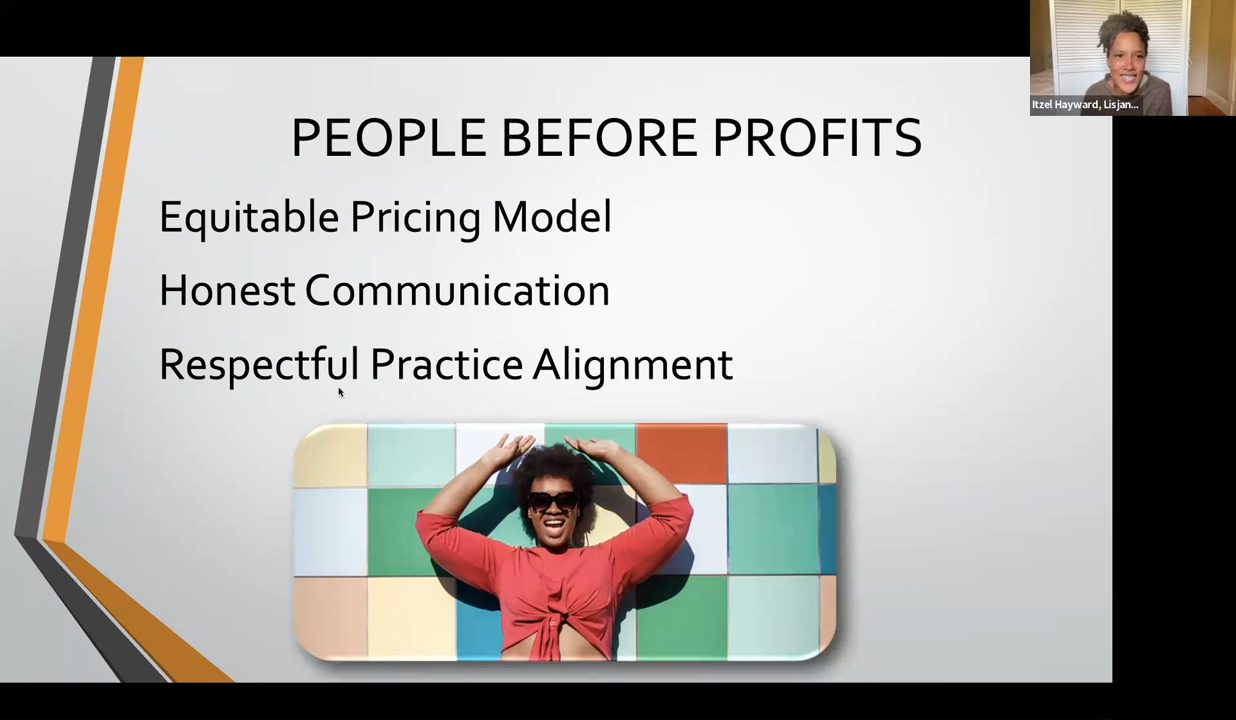 PEOPLE BEFORE PROFITS
Equitable Pricing Model
Honest Communication
Respectful Practice Alignment
Itzel Hayward, Lisjan...